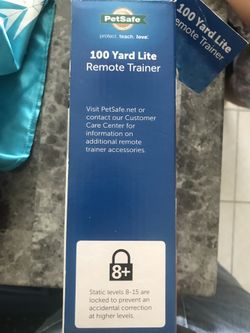 PetSafe
protect. teach. love.
100 Yard Lite
Remote Trainer
Visit PetSafe.net or
contact our Customer
Care Center for
information on
additional remote
trainer accessories.
8+
Static levels 8-15 are
locked to prevent an
accidental correction
at higher levels.
PetSafe
100 Yard Lite
Remote Trainer